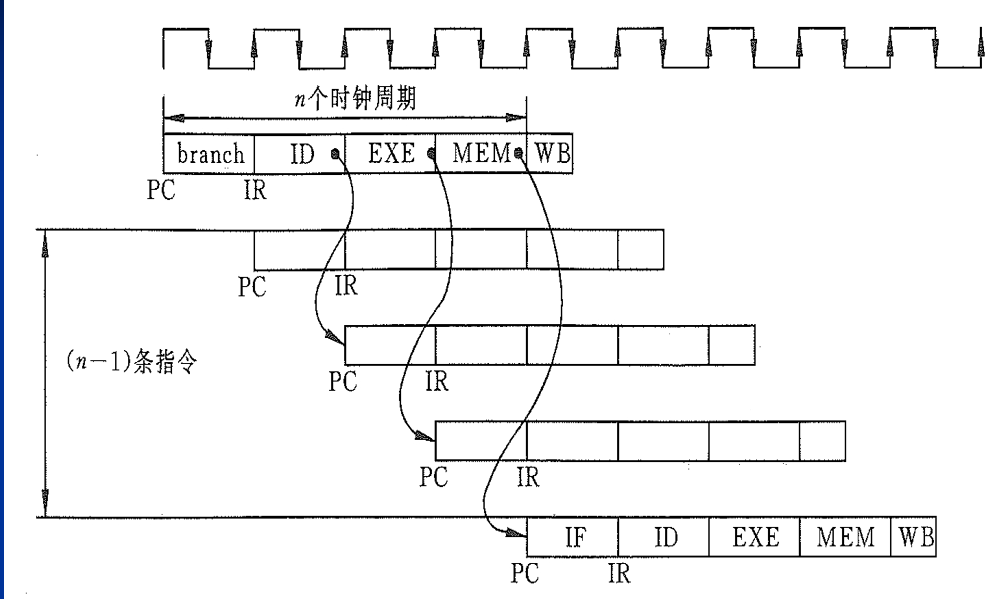 n个时钟周期
branch ID EXE MEM WB
PC IR
PC IR
(n-1)条指令
PC IR
PC IR
IF ID EXE MEM WB
PC IR